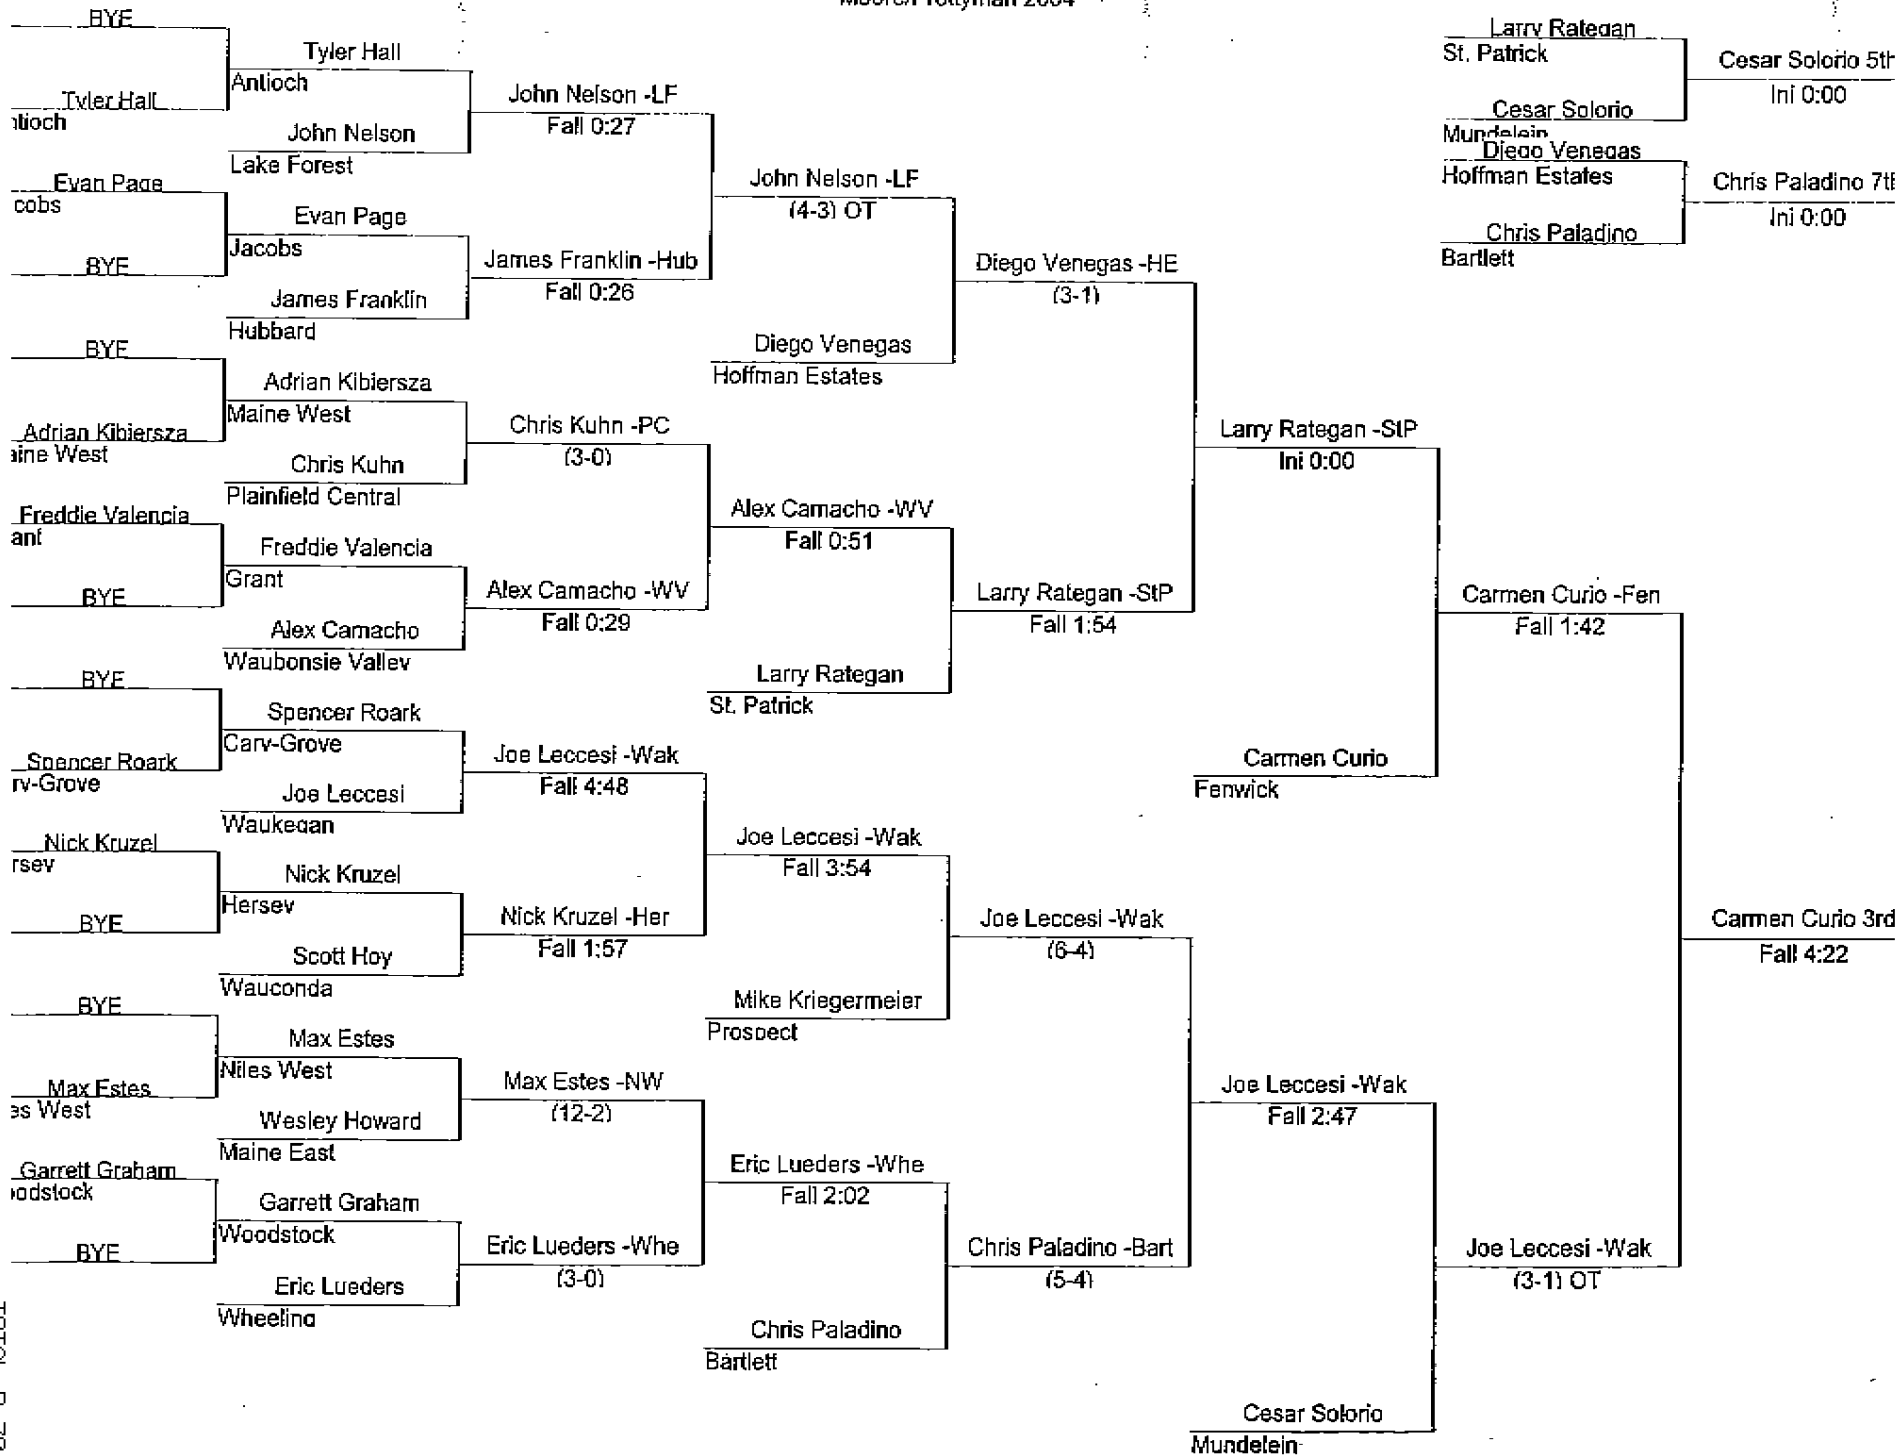 BYE
Tyler Hall
Tyler Hall
Antioch
John Nelson
Lake Forest
John Nelson -LF
Fall 0:27
Evan Page
cobs
BYE
Evan Page
Jacobs
James Franklin
Hubbard
James Franklin -Hub
Fall 0:26
John Nelson -LF
(4-3) OT
Diego Venegas
Hoffman Estates
Diego Venegas -HE
(3-1)
BYE
Adrian Kibiersza
aine West
Adrian Kibiersza
Maine West
Chris Kuhn
Plainfield Central
Chris Kuhn -PC
(3-0)
Freddie Valencia
ant
BYE
Freddie Valencia
Grant
Alex Camacho
Waubonsie Valley
Alex Camacho -WV
Fall 0:29
Alex Camacho -WV
Fall 0:51
Larry Rategan
St. Patrick
Larry Rategan -StP
Fall 1:54
Larry Rategan -StP
Ini 0:00
Carmen Curio
Fenwick
Carmen Curio -Fen
Fall 1:42
BYE
Spencer Roark
rv-Grove
Spencer Roark
Carv-Grove
Joe Leccesi
Waukegan
Joe Leccesi -Wak
Fall 4:48
Nick Kruzel
rsev
BYE
Nick Kruzel
Hersev
Scott Hoy
Wauconda
Nick Kruzel -Her
Fall 1:57
Joe Leccesi -Wak
Fall 3:54
Mike Kriegermeier
Prospect
Joe Leccesi -Wak
(6-4)
BYE
Max Estes
es West
Max Estes
Niles West
Wesley Howard
Maine East
Max Estes -NW
(12-2)
Garrett Graham
oodstock
BYE
Garrett Graham
Woodstock
Eric Lueders
Wheeling
Eric Lueders -Whe
(3-0)
Eric Lueders -Whe
Fall 2:02
Chris Paladino
Bartlett
Chris Paladino -Bart
(5-4)
Joe Leccesi -Wak
Fall 2:47
Cesar Solorio
Mundelein
Joe Leccesi -Wak
(3-1) OT
Carmen Curio 3rd
Fall 4:22
Larry Rategan
St. Patrick
Cesar Solorio
Mundelein
Cesar Solorio 5th
Ini 0:00
Diego Venegas
Hoffman Estates
Chris Paladino
Bartlett
Chris Paladino 7th
Ini 0:00